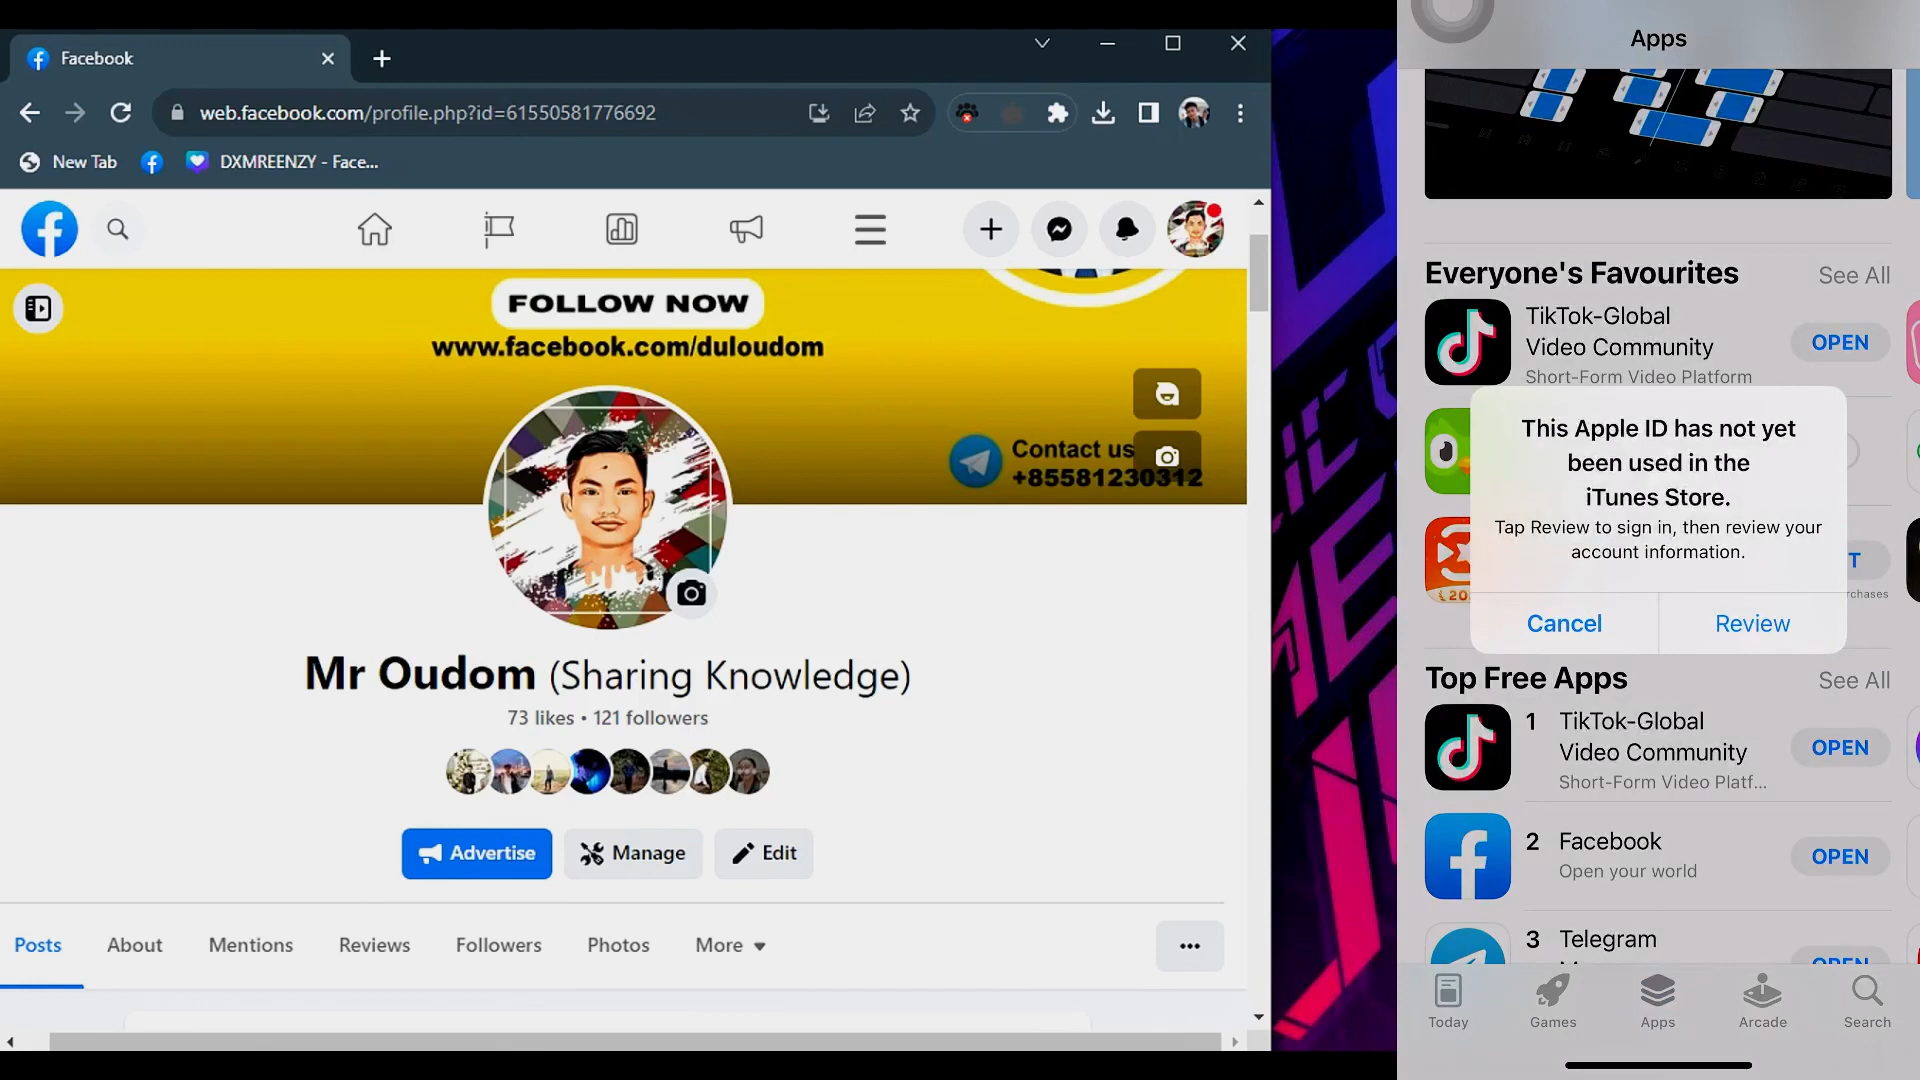 Facebook
web.facebook.com/profile.php?id=61550581776692
New Tab
DXMREENZY - Face...
FOLLOW NOW
www.facebook.com/duloudom
Contact us
+85581230312
Mr Oudom (Sharing Knowledge)
73 likes • 121 followers
Advertise
Manage
Edit
Posts
About
Mentions
Reviews
Followers
Photos
More
Apps
Everyone's Favourites
See All
TikTok-Global
Video Community
Short-Form Video Platform
OPEN
This Apple ID has not yet
been used in the
iTunes Store.
Tap Review to sign in, then review your
account information.
Cancel
Review
Top Free Apps
See All
1
TikTok-Global
Video Community
Short-Form Video Platf...
OPEN
2
Facebook
Open your world
OPEN
3
Telegram
OPEN
Today
Games
Apps
Arcade
Search